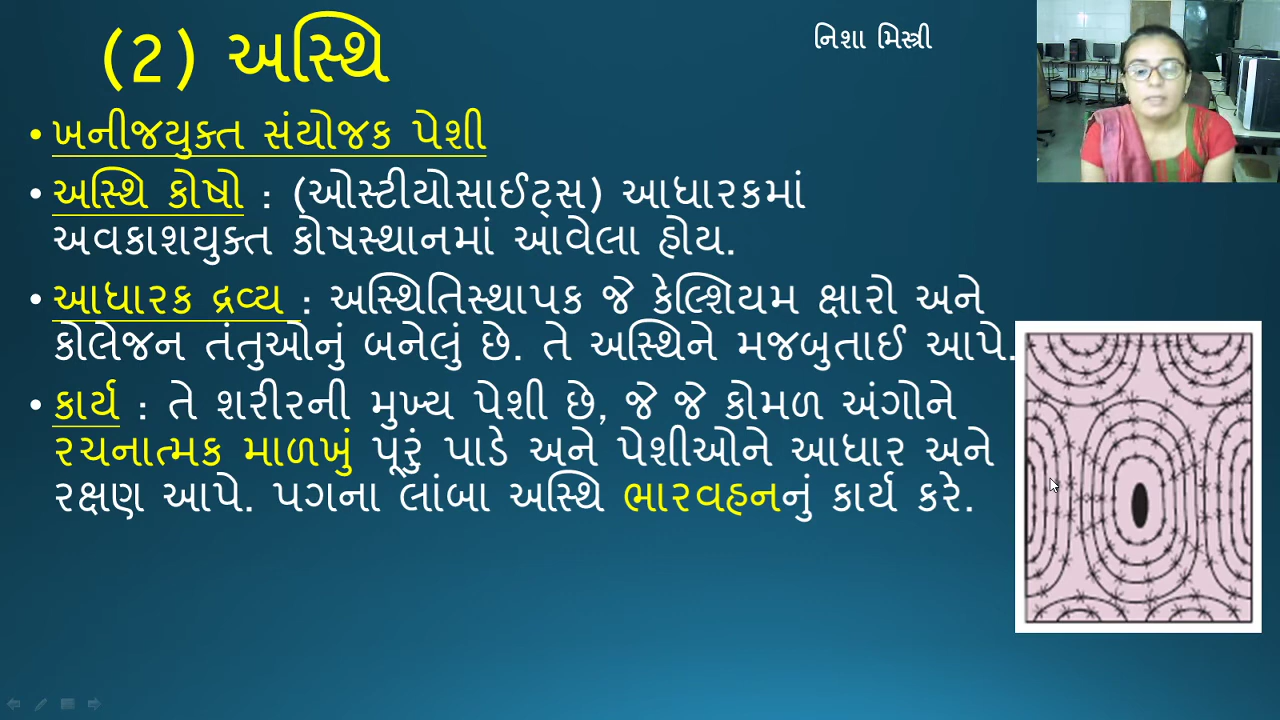 (2) અસ્થિ
નિશા મિસ્ત્રી
• ખનીજયુક્ત સંયોજક પેશી
• અસ્થિ કોષો : (ઓસ્ટીયોસાઈટ્સ) આધારકમાં
અવકાશયુક્ત કોષસ્થાનમાં આવેલા હોય.
• આધારક દ્રવ્ય : અસ્થિતિસ્થાપક જે કેલ્શિયમ ક્ષારો અને
કોલેજન તંતુઓનું બનેલું છે. તે અસ્થિને મજબુતાઈ આપે.
• કાર્ય : તે શરીરની મુખ્ય પેશી છે, જે જે કોમળ અંગોને
રચનાત્મક માળખું પૂરું પાડે અને પેશીઓને આધાર અને
રક્ષણ આપે. પગના લાંબા અસ્થિ ભારવહનનું કાર્ય કરે.